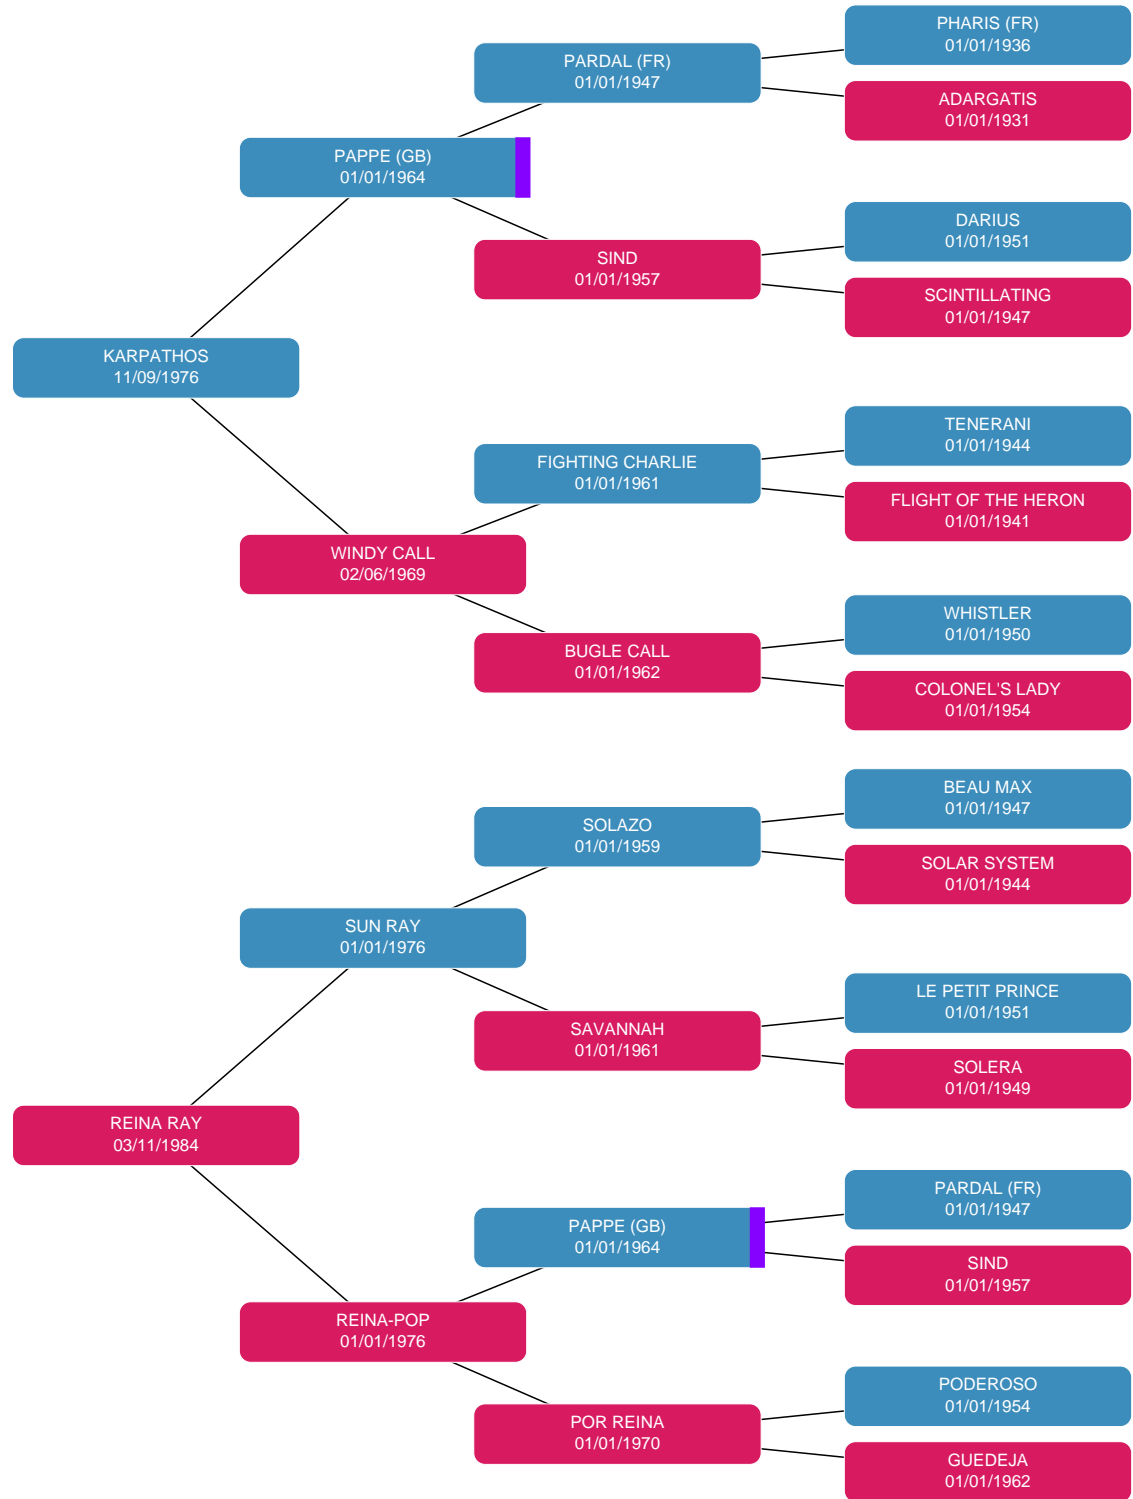 PHARIS (FR)
01/01/1936
PARDAL (FR)
01/01/1947
ADARGATIS
01/01/1931
PAPPE (GB)
01/01/1964
DARIUS
01/01/1951
SIND
01/01/1957
SCINTILLATING
01/01/1947
KARPATHOS
11/09/1976
TENERANI
01/01/1944
FIGHTING CHARLIE
01/01/1961
FLIGHT OF THE HERON
01/01/1941
WINDY CALL
02/06/1969
WHISTLER
01/01/1950
BUGLE CALL
01/01/1962
COLONEL'S LADY
01/01/1954
BEAU MAX
01/01/1947
SOLAZO
01/01/1959
SOLAR SYSTEM
01/01/1944
SUN RAY
01/01/1976
LE PETIT PRINCE
01/01/1951
SAVANNAH
01/01/1961
SOLERA
01/01/1949
REINA RAY
03/11/1984
PARDAL (FR)
01/01/1947
PAPPE (GB)
01/01/1964
SIND
01/01/1957
REINA-POP
01/01/1976
PODEROSO
01/01/1954
POR REINA
01/01/1970
GUEDEJA
01/01/1962